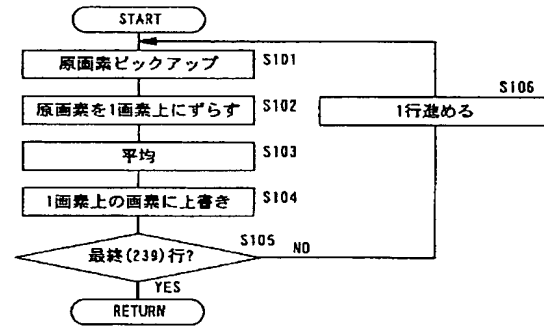 START
原画素ピックアップ S101
原画素を1画素上にずらす S102
S106
1行進める
平均 S103
1画素上の画素に上書き S104
最終(239)行? S105 NO
YES
RETURN